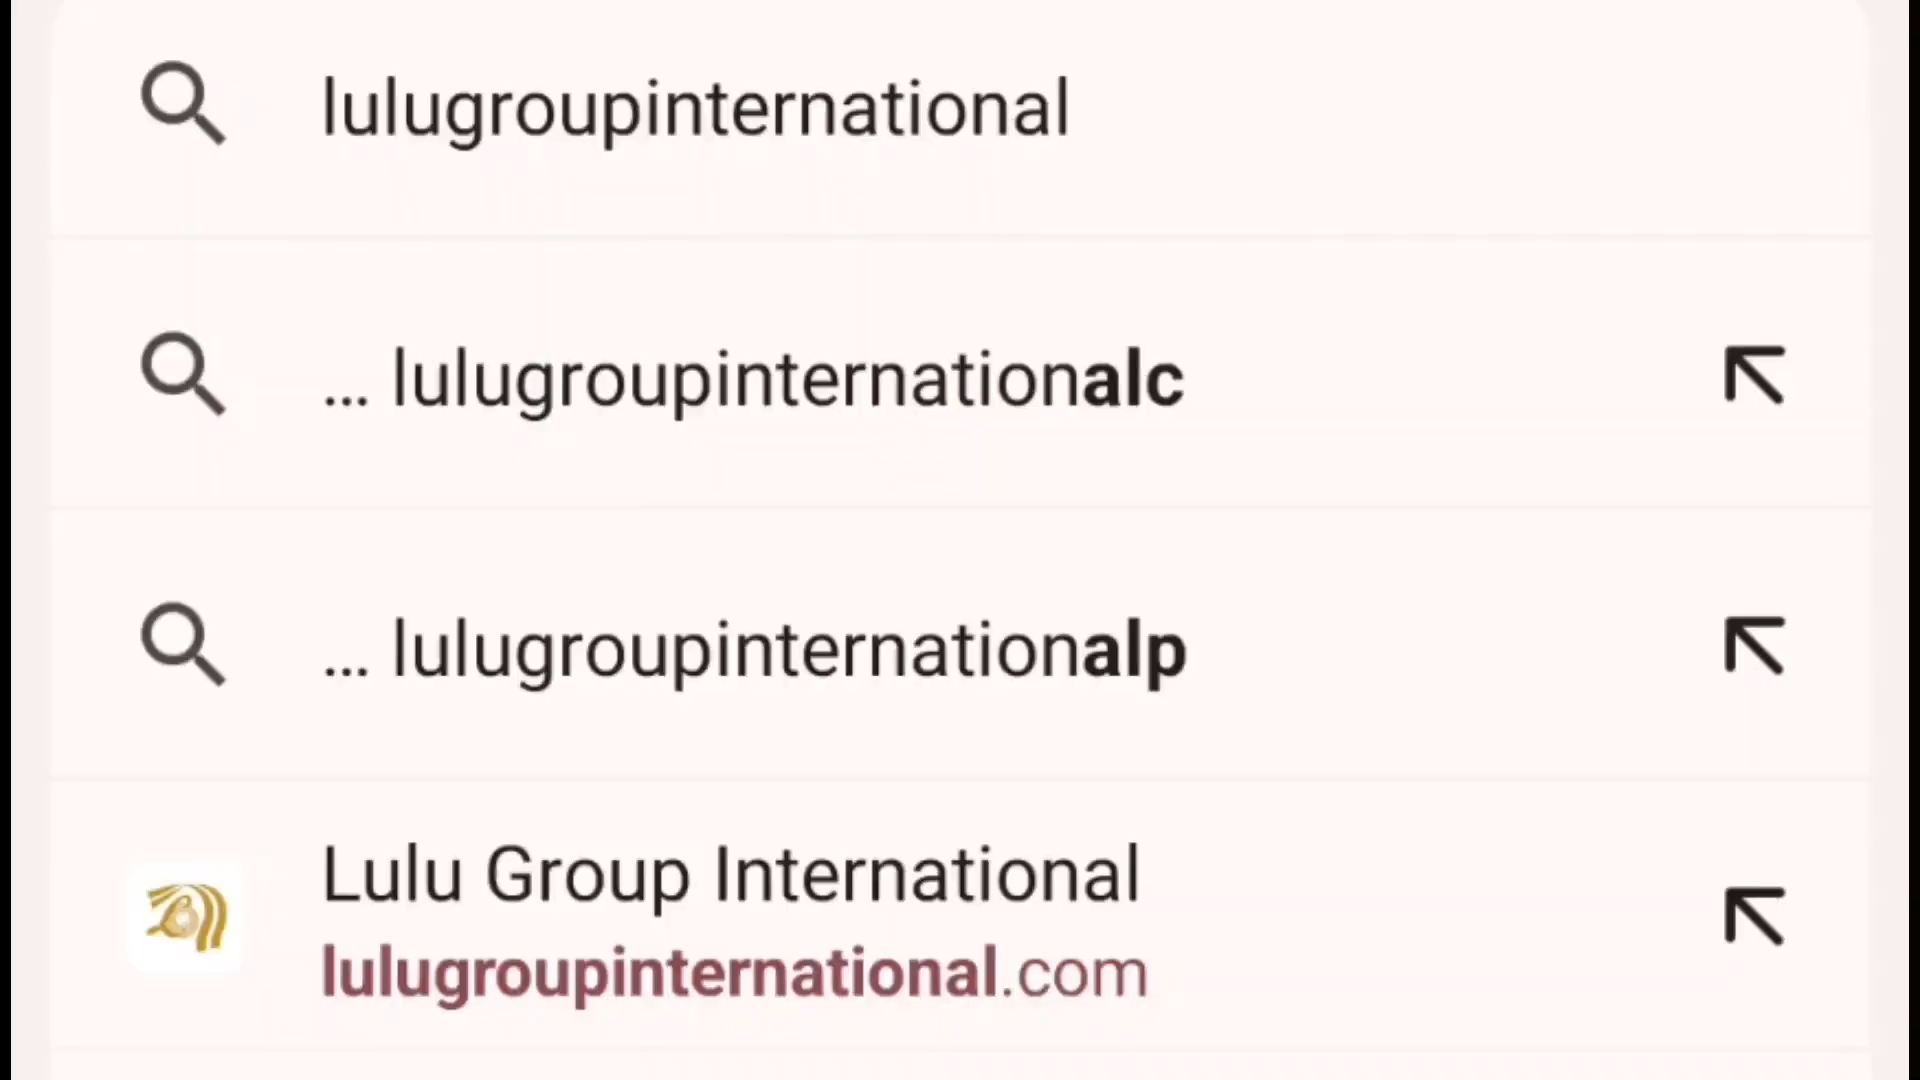 lulugroupinternational
... lulugroupinternationalc
... lulugroupinternationalp
Lulu Group International
lulugroupinternational.com